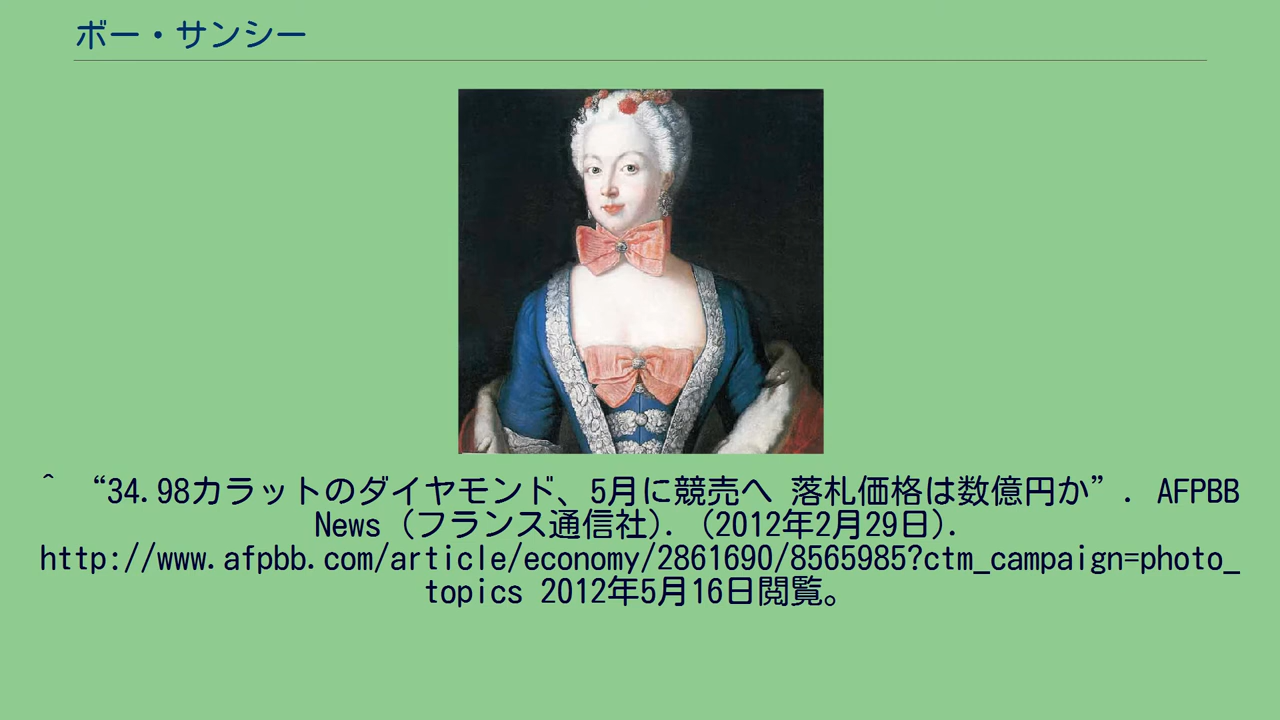 ボー・サンシー
^ “34.98カラットのダイヤモンド、5月に競売へ 落札価格は数億円か”. AFPBB
News (フランス通信社). (2012年2月29日).
http://www.afpbb.com/article/economy/2861690/8565985?ctm_campaign=photo_
topics 2012年5月16日閲覧。